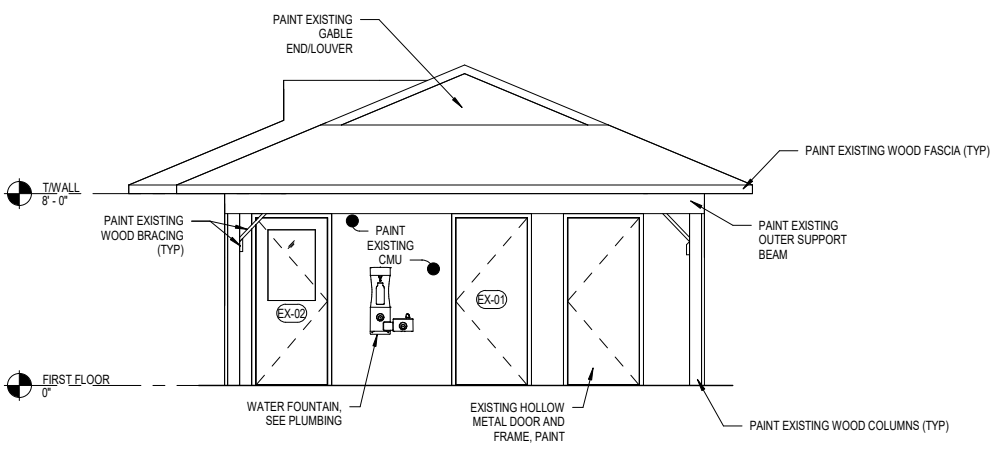 PAINT EXISTING
GABLE
END/LOUVER
PAINT EXISTING WOOD FASCIA (TYP)
T/WALL
8' - 0"
PAINT EXISTING
WOOD BRACING
(TYP)
PAINT
EXISTING
CMU
PAINT EXISTING
OUTER SUPPORT
BEAM
EX-02
EX-01
FIRST FLOOR
0"
WATER FOUNTAIN,
SEE PLUMBING
EXISTING HOLLOW
METAL DOOR AND
FRAME, PAINT
PAINT EXISTING WOOD COLUMNS (TYP)